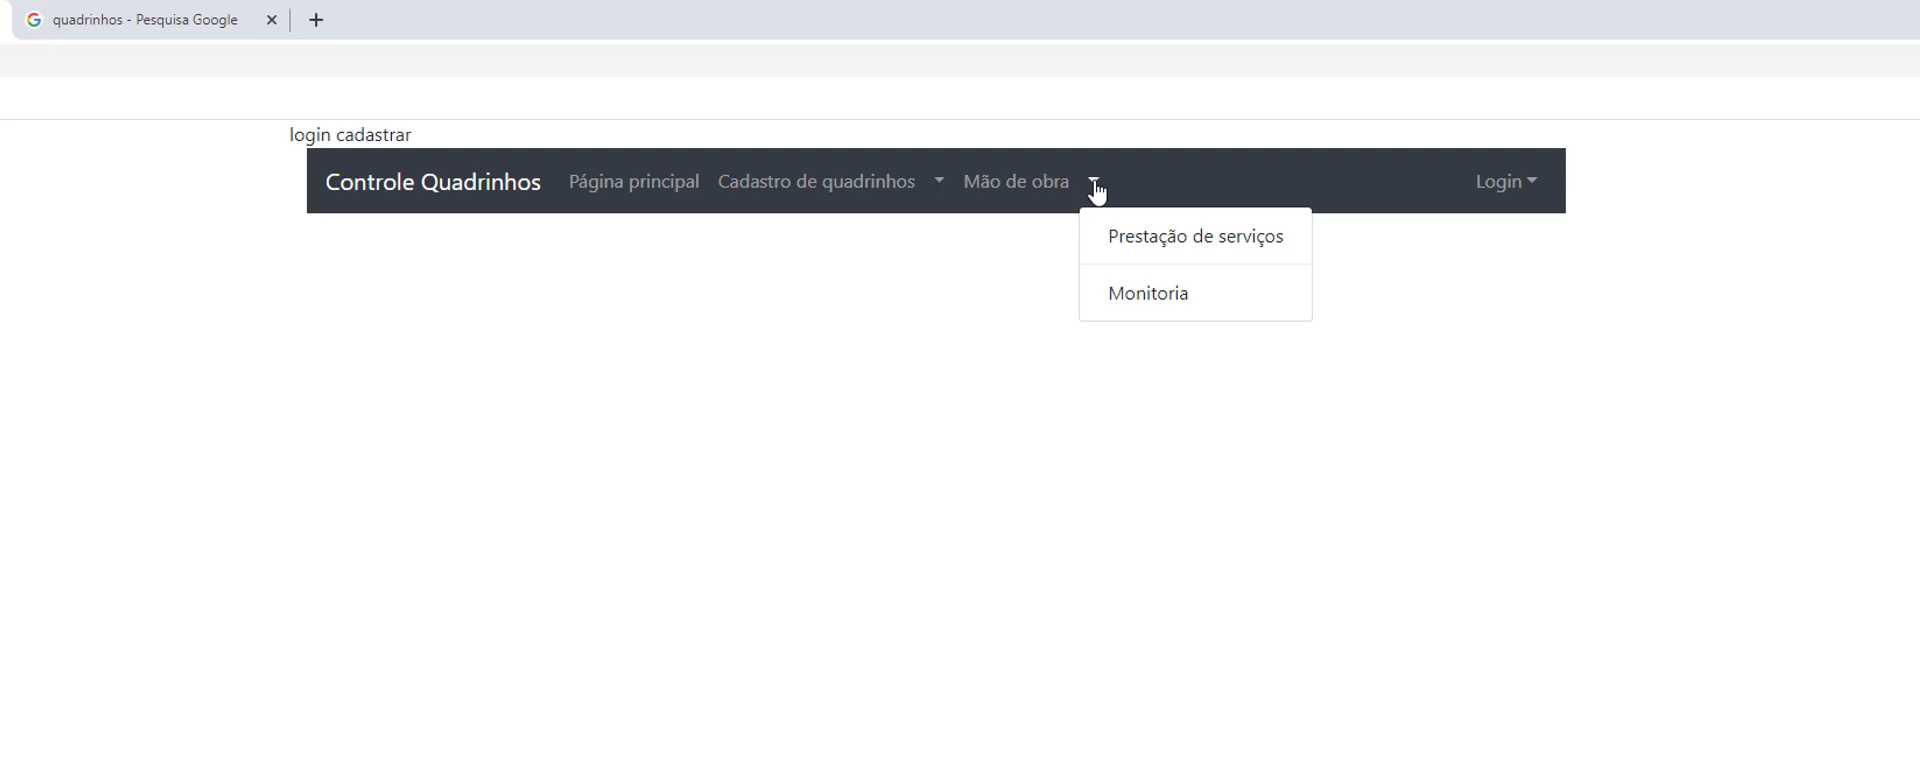 quadrinhos - Pesquisa Google
login cadastrar
Controle Quadrinhos Página principal Cadastro de quadrinhos Mão de obra Login
Prestação de serviços
Monitoria